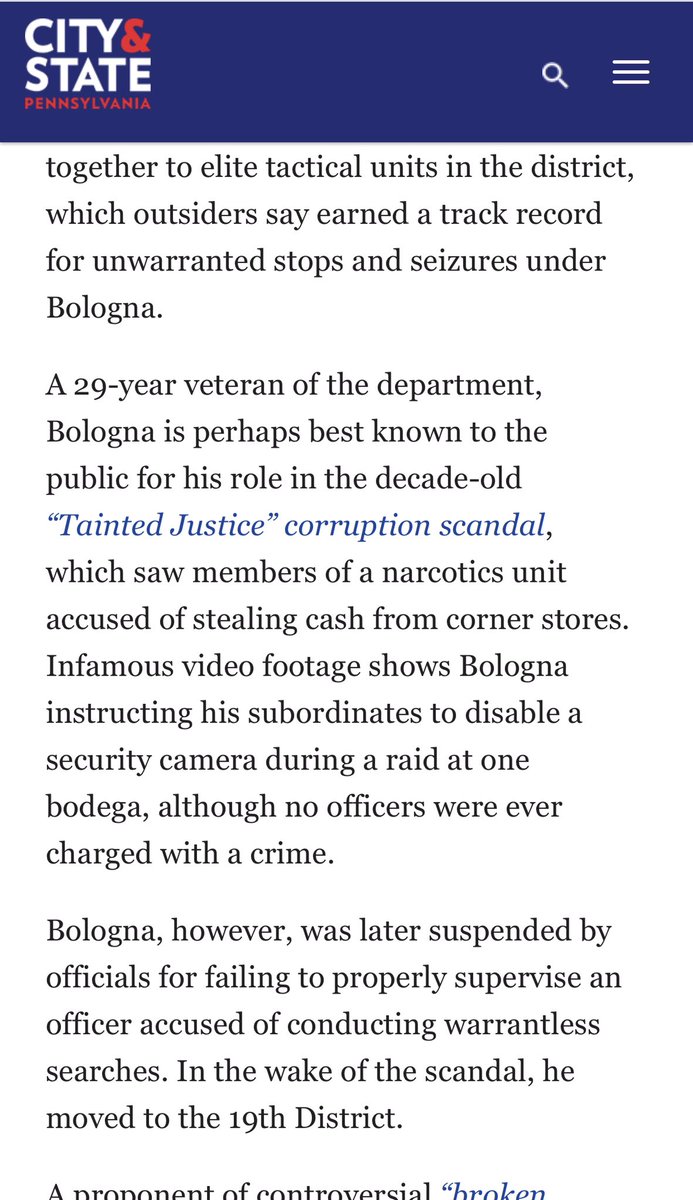 CITY&
STATE
PENNSYLVANIA
together to elite tactical units in the district,
which outsiders say earned a track record
for unwarranted stops and seizures under
Bologna.
A 29-year veteran of the department,
Bologna is perhaps best known to the
public for his role in the decade-old
“Tainted Justice” corruption scandal,
which saw members of a narcotics unit
accused of stealing cash from corner stores.
Infamous video footage shows Bologna
instructing his subordinates to disable a
security camera during a raid at one
bodega, although no officers were ever
charged with a crime.
Bologna, however, was later suspended by
officials for failing to properly supervise an
officer accused of conducting warrantless
searches. In the wake of the scandal, he
moved to the 19th District.
A proponent of controversial “broken